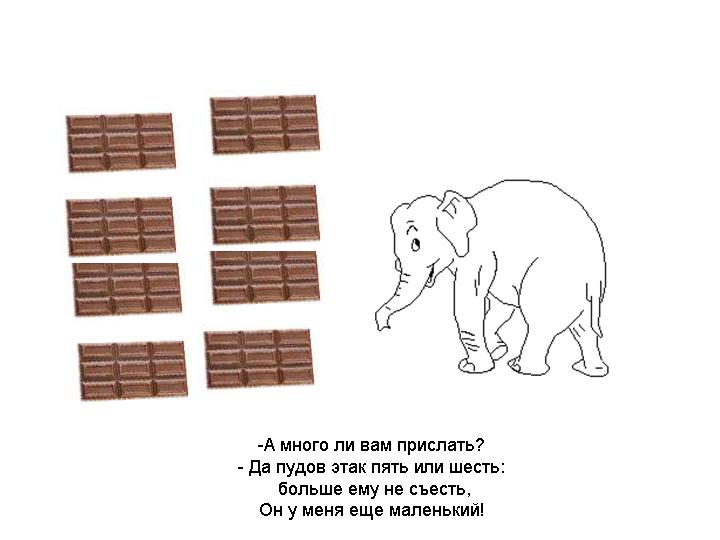 -А много ли вам прислать?
- Да пудов этак пять или шесть:
больше ему не съесть,
Он у меня еще маленький!